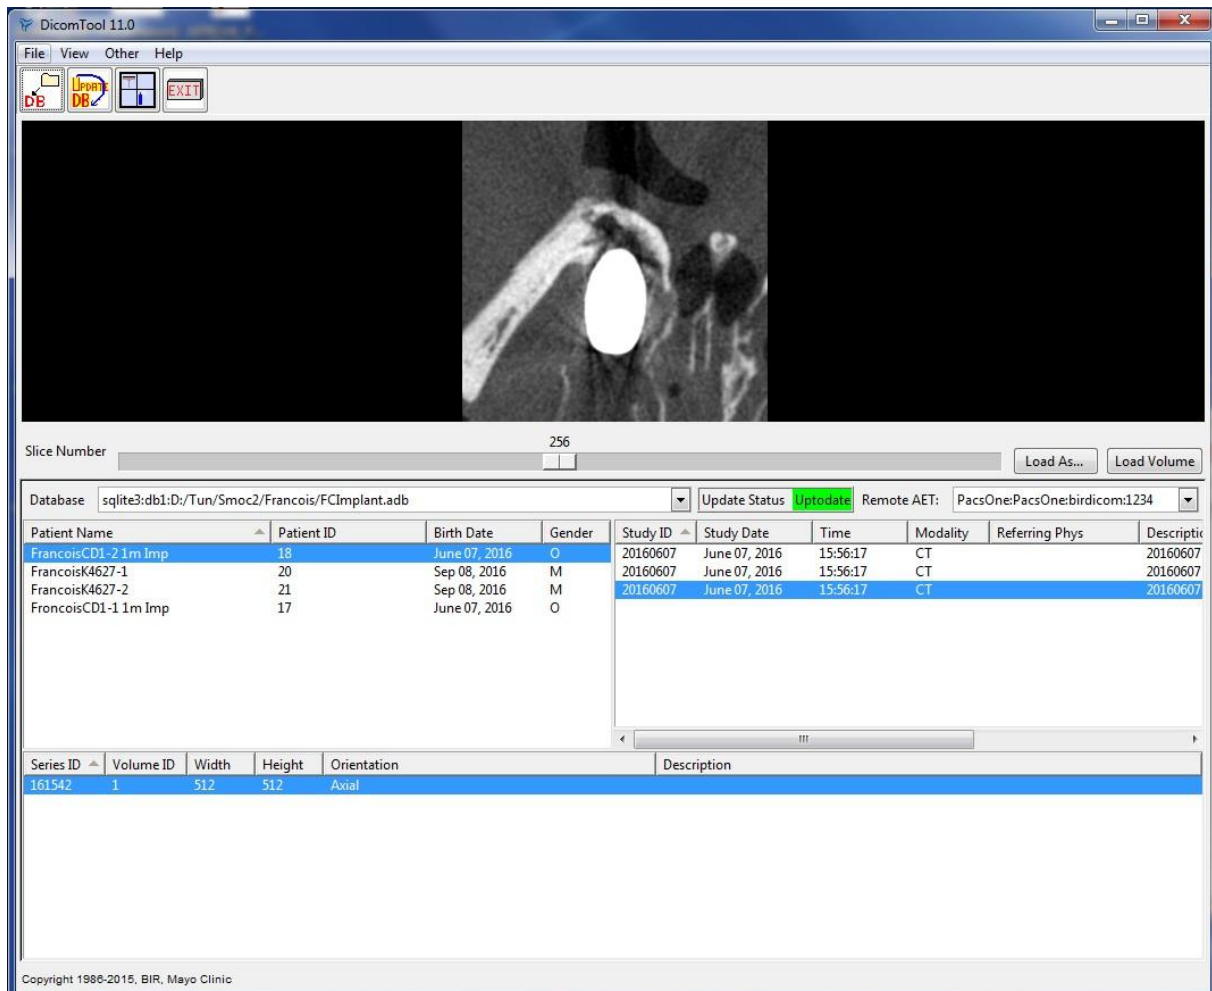 DicomTool 11.0
File View Other Help
DB UPDATE DB EXIT
256
Slice Number Load As... Load Volume
Database sqlite3:db1:D:/Tun/Smoc2/Francois/FCImplant.adb Update Status Uptodate Remote AET: PacsOne:PacsOne:birdicom:1234
Patient Name Patient ID Birth Date Gender Study ID Study Date Time Modality Referring Phys Descriptic
FrancoisCD1-2 1m Imp 18 June 07, 2016 O 20160607 June 07, 2016 15:56:17 CT 20160607
FrancoisK4627-1 20 Sep 08, 2016 M 20160607 June 07, 2016 15:56:17 CT 20160607
FrancoisK4627-2 21 Sep 08, 2016 M 20160607 June 07, 2016 15:56:17 CT 20160607
FroncoisCD1-1 1m Imp 17 June 07, 2016 O
Series ID Volume ID Width Height Orientation Description
161542 1 512 512 Axial
Copyright 1986-2015, BIR, Mayo Clinic